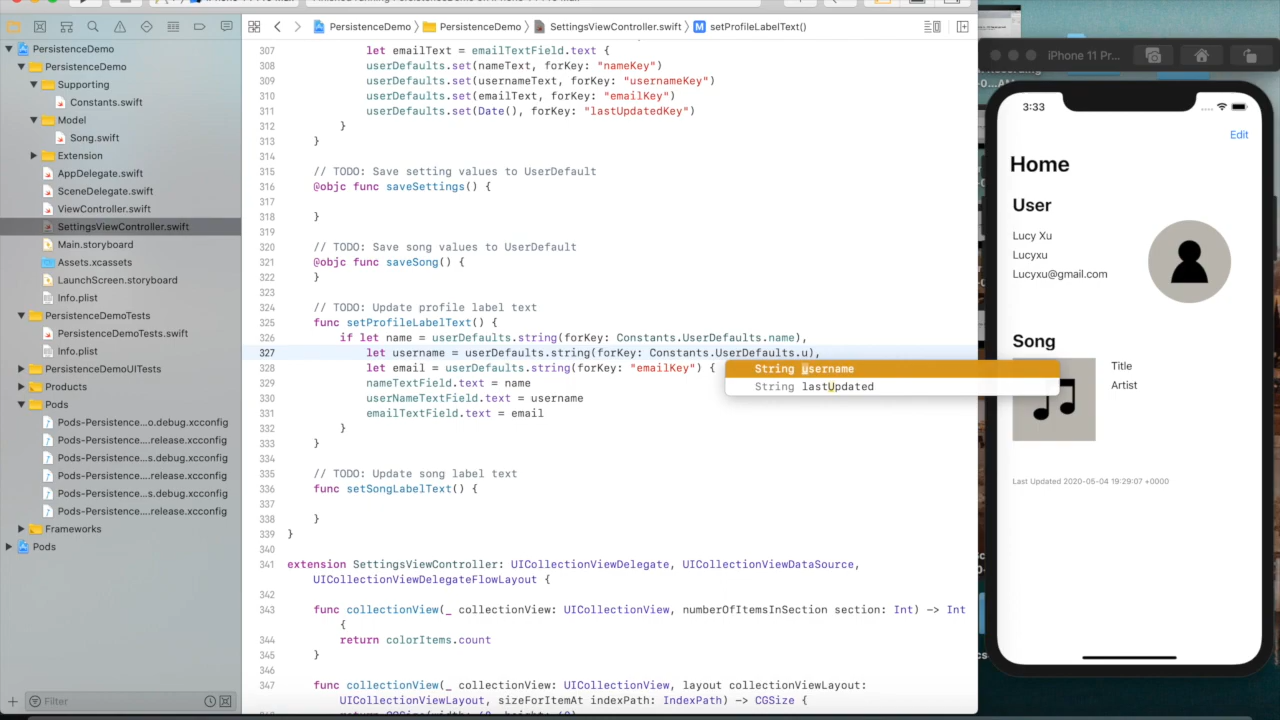 PersistenceDemo
PersistenceDemo
SettingsViewController.swift
setProfileLabelText()
PersistenceDemo
PersistenceDemo
Supporting
Constants.swift
Model
Song.swift
Extension
AppDelegate.swift
SceneDelegate.swift
ViewController.swift
SettingsViewController.swift
Main.storyboard
Assets.xcassets
LaunchScreen.storyboard
Info.plist
PersistenceDemoTests
PersistenceDemoTests.swift
Info.plist
PersistenceDemoUITests
Products
Pods
Pods-Persistence...o.debug.xcconfig
Pods-Persistence....release.xcconfig
Pods-Persistence...s.debug.xcconfig
Pods-Persistence....release.xcconfig
Pods-Persistence...s.debug.xcconfig
Pods-Persistence....release.xcconfig
Frameworks
Pods
Filter
307 let emailText = emailTextField.text {
308 userDefaults.set(nameText, forKey: "nameKey")
309 userDefaults.set(usernameText, forKey: "usernameKey")
310 userDefaults.set(emailText, forKey: "emailKey")
311 userDefaults.set(Date(), forKey: "lastUpdatedKey")
312 }
313 }
314
315 // TODO: Save setting values to UserDefault
316 @objc func saveSettings() {
317
318 }
319
320 // TODO: Save song values to UserDefault
321 @objc func saveSong() {
322 }
323
324 // TODO: Update profile label text
325 func setProfileLabelText() {
326 if let name = userDefaults.string(forKey: Constants.UserDefaults.name),
327 let username = userDefaults.string(forKey: Constants.UserDefaults.u),
328 let email = userDefaults.string(forKey: "emailKey") {
String username
String lastUpdated
329 nameTextField.text = name
330 userNameTextField.text = username
331 emailTextField.text = email
332 }
333 }
334
335 // TODO: Update song label text
336 func setSongLabelText() {
337
338 }
339 }
340
341 extension SettingsViewController: UICollectionViewDelegate, UICollectionViewDataSource,
UICollectionViewDelegateFlowLayout {
342
343 func collectionView(_ collectionView: UICollectionView, numberOfItemsInSection section: Int) -> Int
{
344 return colorItems.count
345 }
346
347 func collectionView(_ collectionView: UICollectionView, layout collectionViewLayout:
UICollectionViewLayout, sizeForItemAt indexPath: IndexPath) -> CGSize {
iPhone 11 Pr...
3:33
Edit
Home
User
Lucy Xu
Lucyxu
Lucyxu@gmail.com
Song
Title
Artist
Last Updated 2020-05-04 19:29:07 +0000